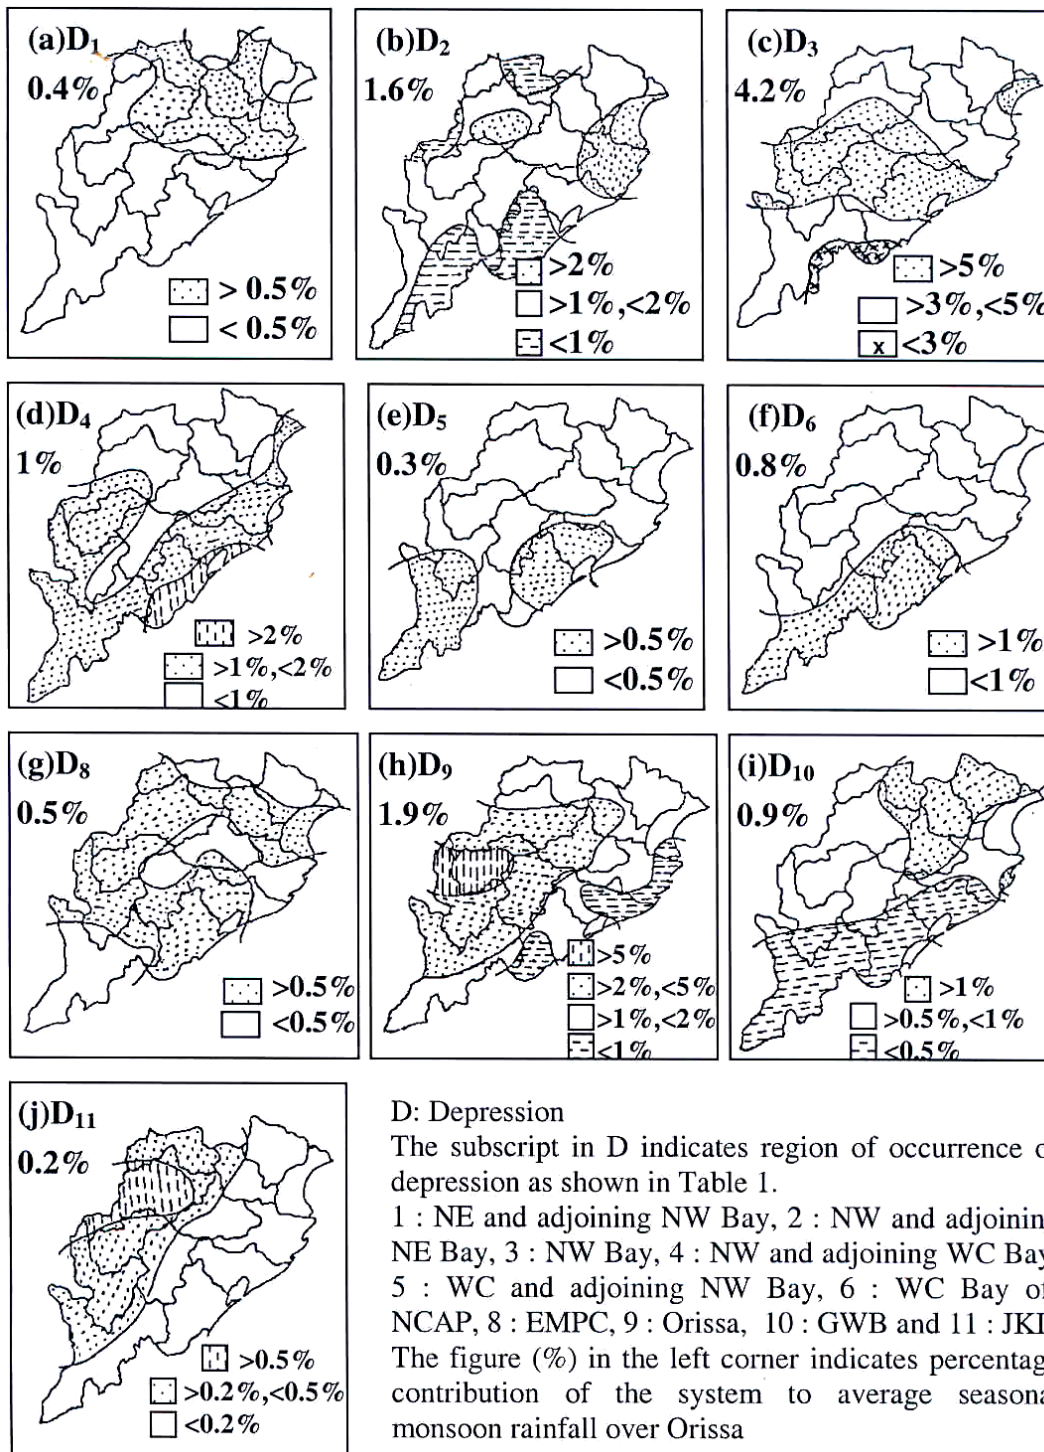 (a)D₁
0.4%
> 0.5%
< 0.5%
(b)D₂
1.6%
>2%
>1%,<2%
<1%
(c)D₃
4.2%
>5%
>3%,<5%
x <3%
(d)D₄
1%
>2%
>1%,<2%
<1%
(e)D₅
0.3%
>0.5%
<0.5%
(f)D₆
0.8%
>1%
<1%
(g)D₈
0.5%
>0.5%
<0.5%
(h)D₉
1.9%
>5%
>2%,<5%
>1%,<2%
<1%
(i)D₁₀
0.9%
>1%
>0.5%,<1%
<0.5%
(j)D₁₁
0.2%
>0.5%
>0.2%,<0.5%
<0.2%
D: Depression
The subscript in D indicates region of occurrence o
depression as shown in Table 1.
1 : NE and adjoining NW Bay, 2 : NW and adjoinin
NE Bay, 3 : NW Bay, 4 : NW and adjoining WC Bay
5 : WC and adjoining NW Bay, 6 : WC Bay of
NCAP, 8 : EMPC, 9 : Orissa, 10 : GWB and 11 : JKI
The figure (%) in the left corner indicates percentag
contribution of the system to average seasona
monsoon rainfall over Orissa